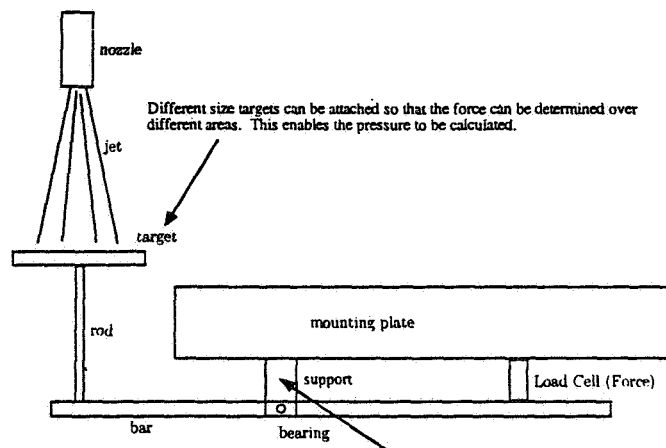 nozzle
Different size targets can be attached so that the force can be determined over
different areas. This enables the pressure to be calculated.
jet
target
mounting plate
rod
support
Load Cell (Force)
bar
bearing